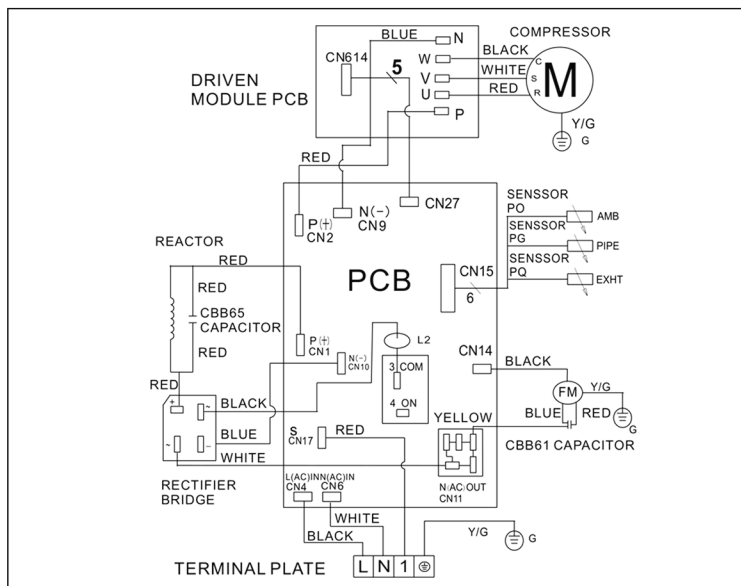 COMPRESSOR
BLUE
N
BLACK
W
C
CN614
5
WHITE
V
S
M
DRIVEN
MODULE PCB
RED
U
R
P
Y/G
G
RED
SENSSOR
PO
AMB
P(+)
CN2
N(-)
CN9
CN27
SENSSOR
PG
PIPE
REACTOR
RED
SENSSOR
PQ
EXHT
CN15
6
PCB
RED
CBB65
CAPACITOR
RED
P(+)
CN1
N(-)
CN10
L2
3 COM
4 ON
CN14
BLACK
FM
Y/G
G
RED
+
~
BLACK
BLUE
RED
CBB61 CAPACITOR
YELLOW
S
CN17
RED
BLUE
~
-
WHITE
RECTIFIER
BRIDGE
N(AC)OUT
CN11
L(AC)IN
CN4
N(AC)IN
CN6
WHITE
BLACK
Y/G
G
TERMINAL PLATE
L N 1